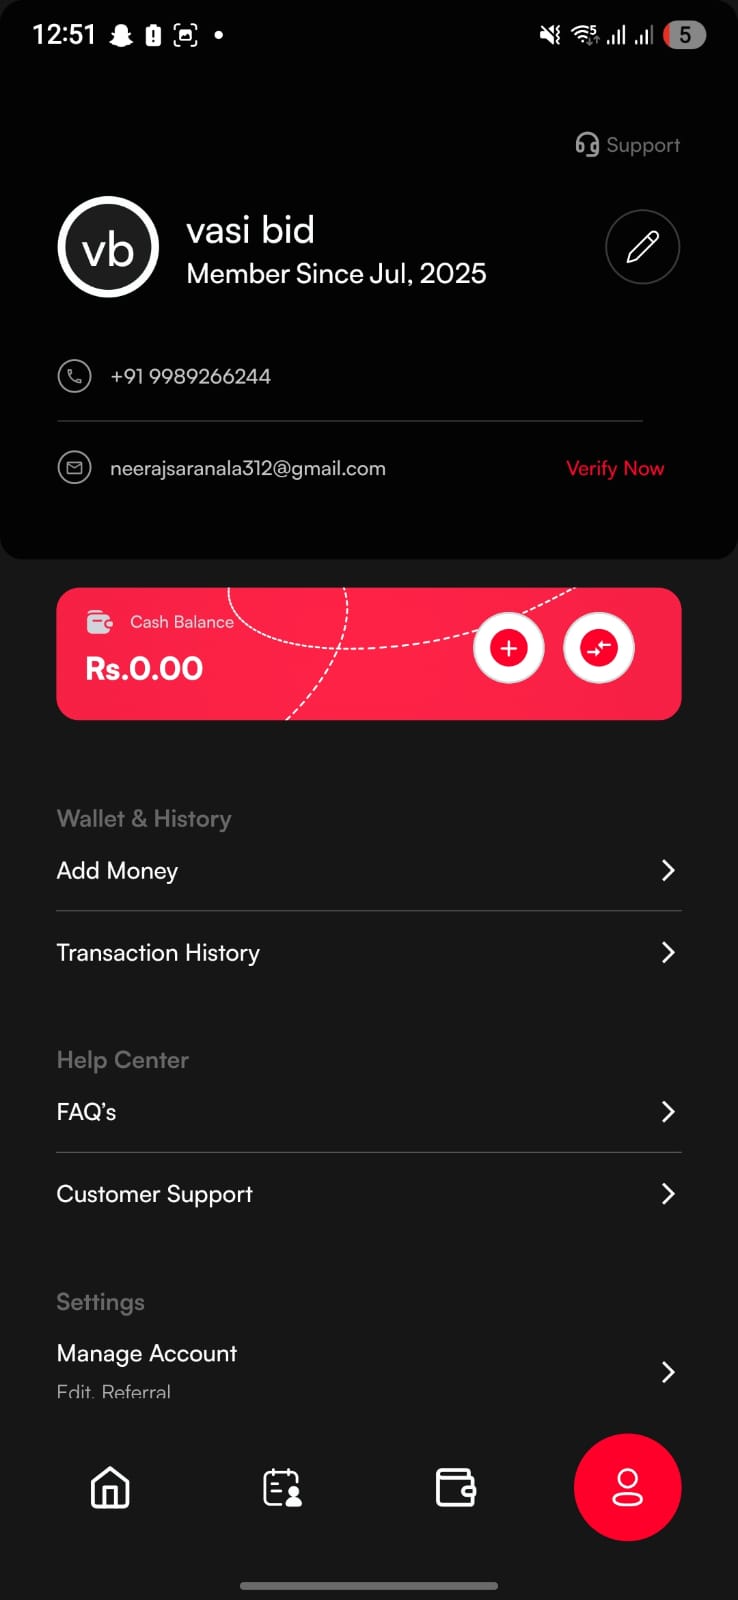 12:51
5
Support
vb
vasi bid
Member Since Jul, 2025
+91 9989266244
neerajsaranala312@gmail.com
Verify Now
Cash Balance
Rs.0.00
Wallet & History
Add Money
Transaction History
Help Center
FAQ's
Customer Support
Settings
Manage Account
Edit, Referral